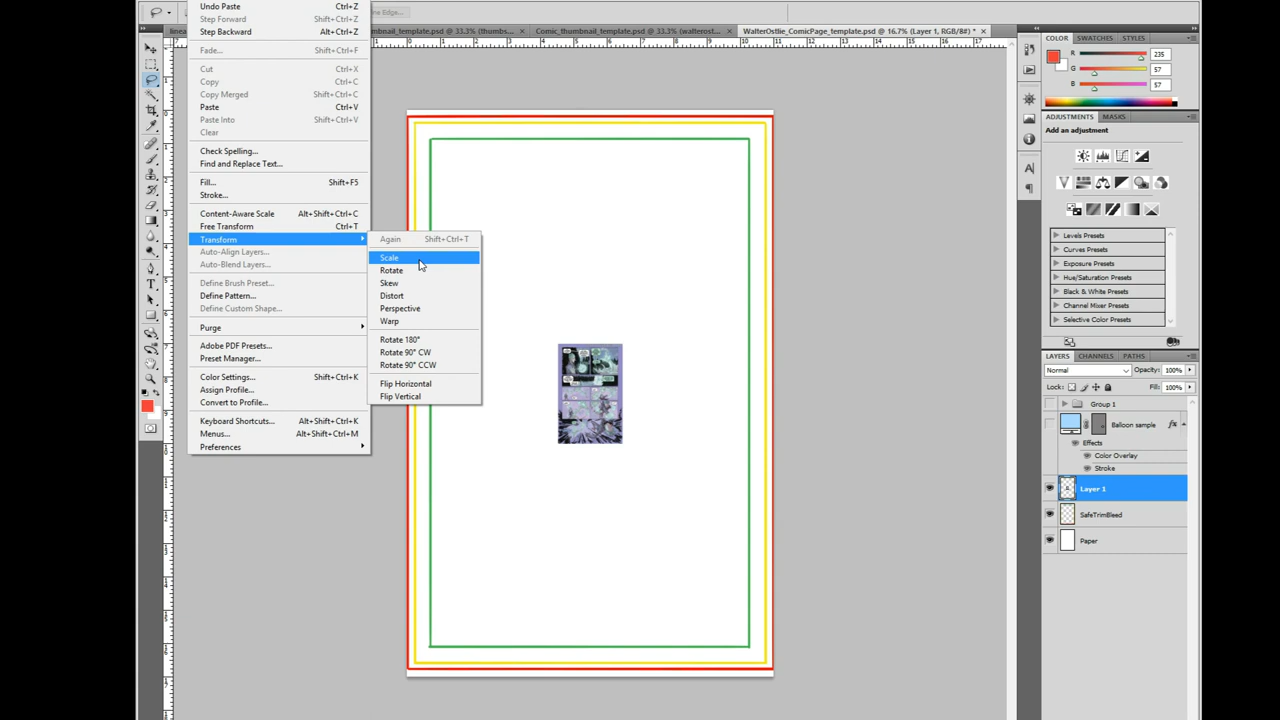 Undo Paste Ctrl+Z
Step Forward Shift+Ctrl+Z
Step Backward Alt+Ctrl+Z
Fade... Shift+Ctrl+F
Cut Ctrl+X
Copy Ctrl+C
Copy Merged Shift+Ctrl+C
Paste Ctrl+V
Paste Into Shift+Ctrl+V
Clear
Check Spelling...
Find and Replace Text...
Fill... Shift+F5
Stroke...
Content-Aware Scale Alt+Shift+Ctrl+C
Free Transform Ctrl+T
Transform
Auto-Align Layers...
Auto-Blend Layers...
Define Brush Preset...
Define Pattern...
Define Custom Shape...
Purge
Adobe PDF Presets...
Preset Manager...
Color Settings... Shift+Ctrl+K
Assign Profile...
Convert to Profile...
Keyboard Shortcuts... Alt+Shift+Ctrl+K
Menus... Alt+Shift+Ctrl+M
Preferences
Again Shift+Ctrl+T
Scale
Rotate
Skew
Distort
Perspective
Warp
Rotate 180°
Rotate 90° CW
Rotate 90° CCW
Flip Horizontal
Flip Vertical
ne Edge...
mbnail_template.psd @ 33.3% (thumbs...
Comic_thumbnail_template.psd @ 33.3% (walterost...
WalterOstlie_ComicPage_template.psd @ 16.7% (Layer 1, RGB/8#) *
COLOR SWATCHES STYLES
R 235
G 57
B 57
ADJUSTMENTS MASKS
Add an adjustment
Levels Presets
Curves Presets
Exposure Presets
Hue/Saturation Presets
Black & White Presets
Channel Mixer Presets
Selective Color Presets
LAYERS CHANNELS PATHS
Normal Opacity: 100%
Lock: Fill: 100%
Group 1
Balloon sample fx
Effects
Color Overlay
Stroke
Layer 1
SafeTrimBleed
Paper